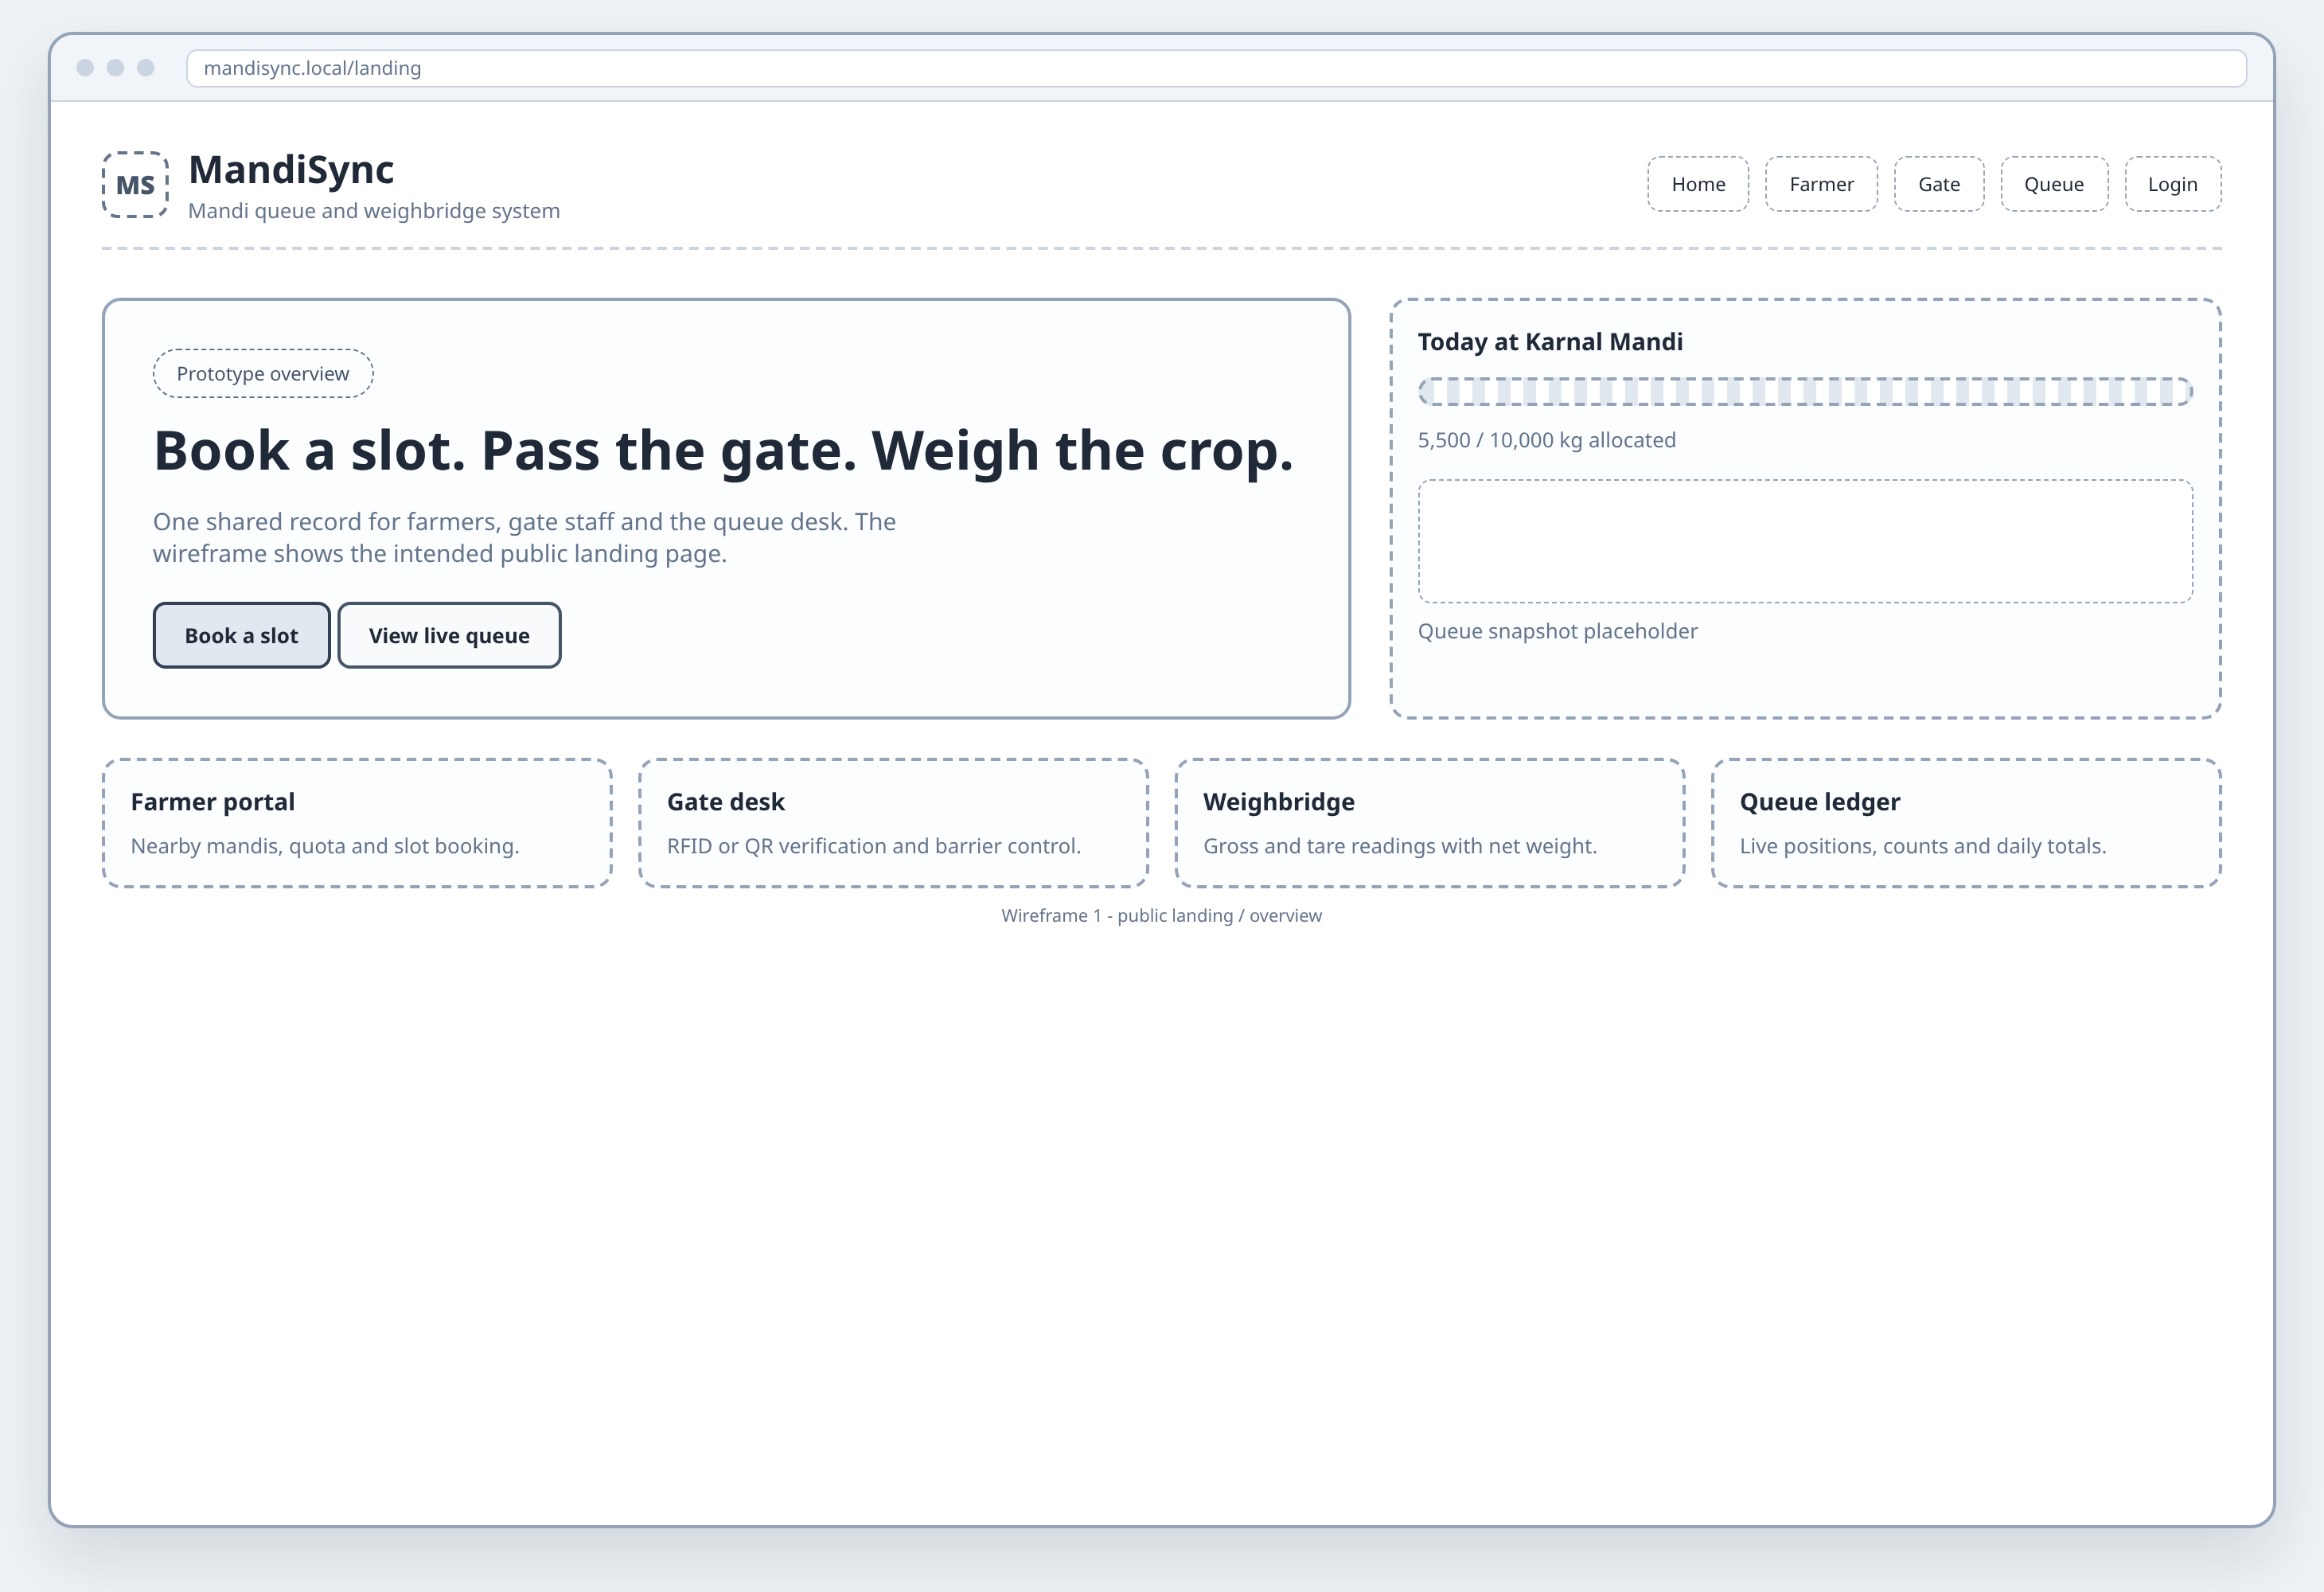 mandisync.local/landing
MS
MandiSync
Mandi queue and weighbridge system
Home
Farmer
Gate
Queue
Login
Prototype overview
Book a slot. Pass the gate. Weigh the crop.
One shared record for farmers, gate staff and the queue desk. The
wireframe shows the intended public landing page.
Book a slot
View live queue
Today at Karnal Mandi
5,500 / 10,000 kg allocated
Queue snapshot placeholder
Farmer portal
Nearby mandis, quota and slot booking.
Gate desk
RFID or QR verification and barrier control.
Weighbridge
Gross and tare readings with net weight.
Queue ledger
Live positions, counts and daily totals.
Wireframe 1 - public landing / overview